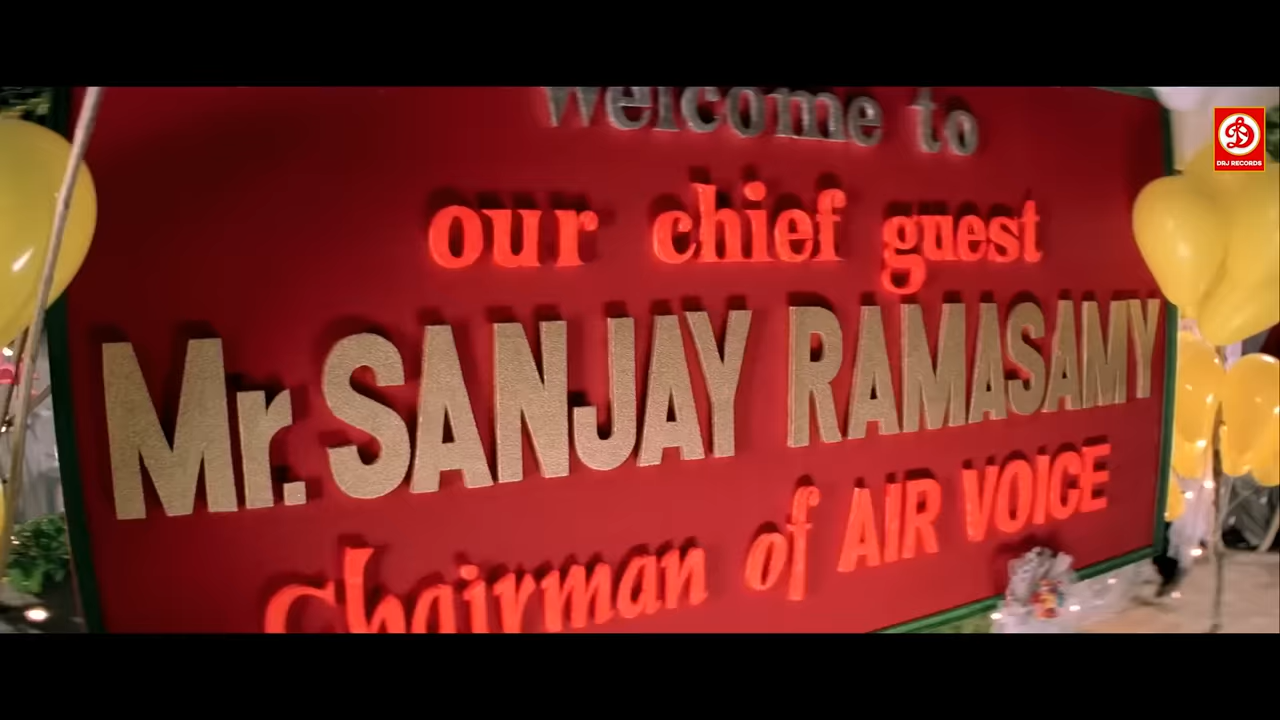 welcome to
our chief guest
Mr. SANJAY RAMASAMY
Chairman of AIR VOICE
DRJ RECORDS